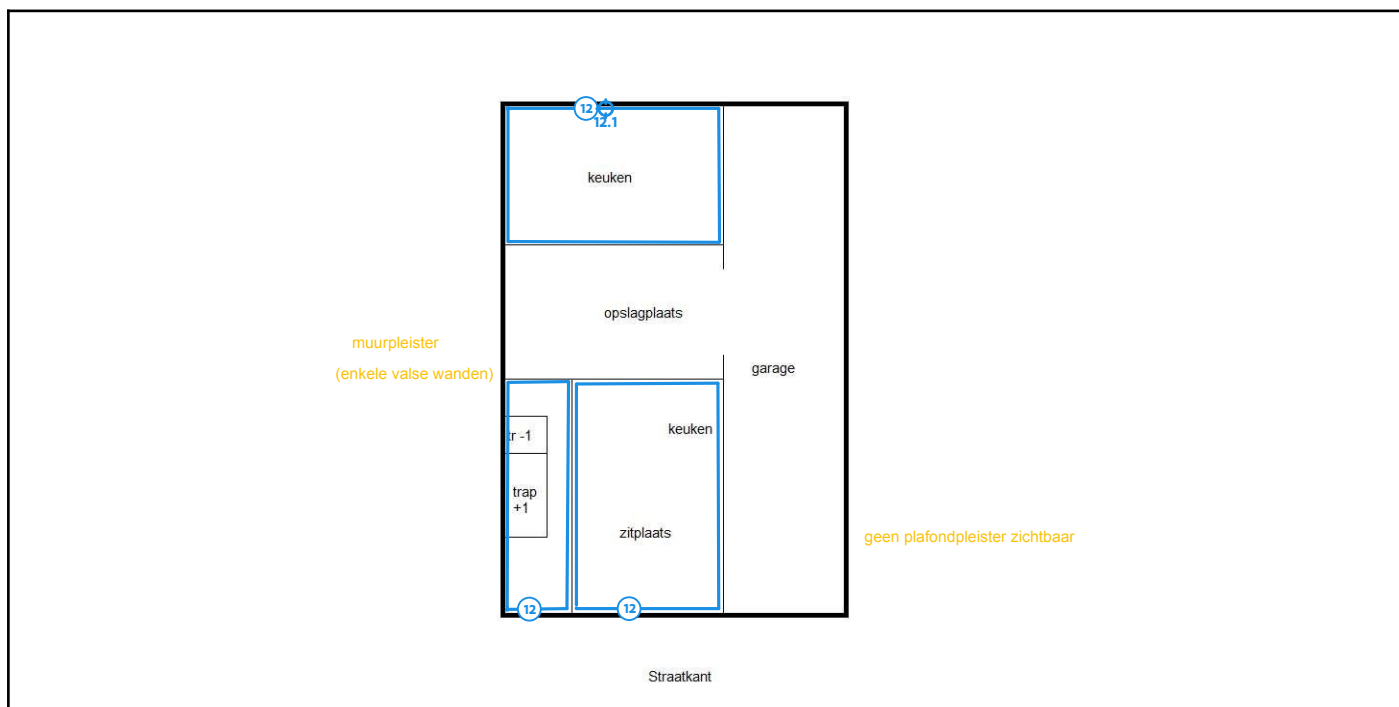 12
12.1
keuken
opslagplaats
muurpleister
(enkele valse wanden)
garage
keuken
tr -1
trap
+1
zitplaats
geen plafondpleister zichtbaar
12
12
Straatkant